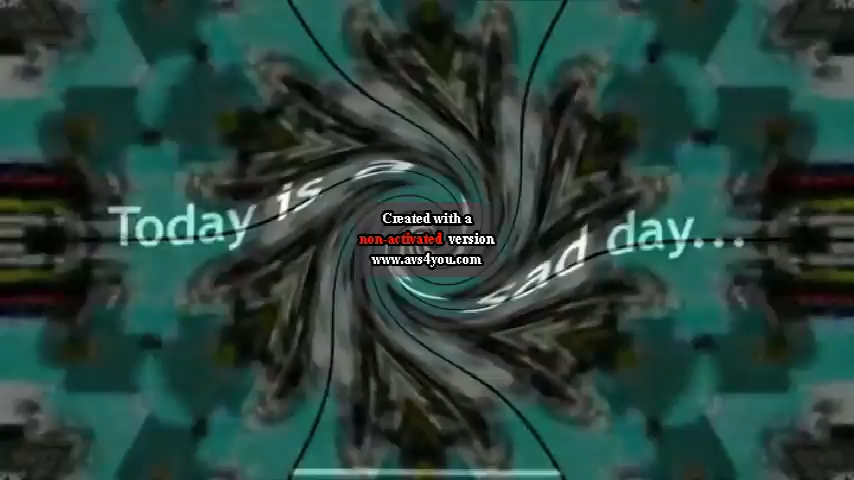 Today is a sad day...
Created with a
non-activated version
www.avs4you.com